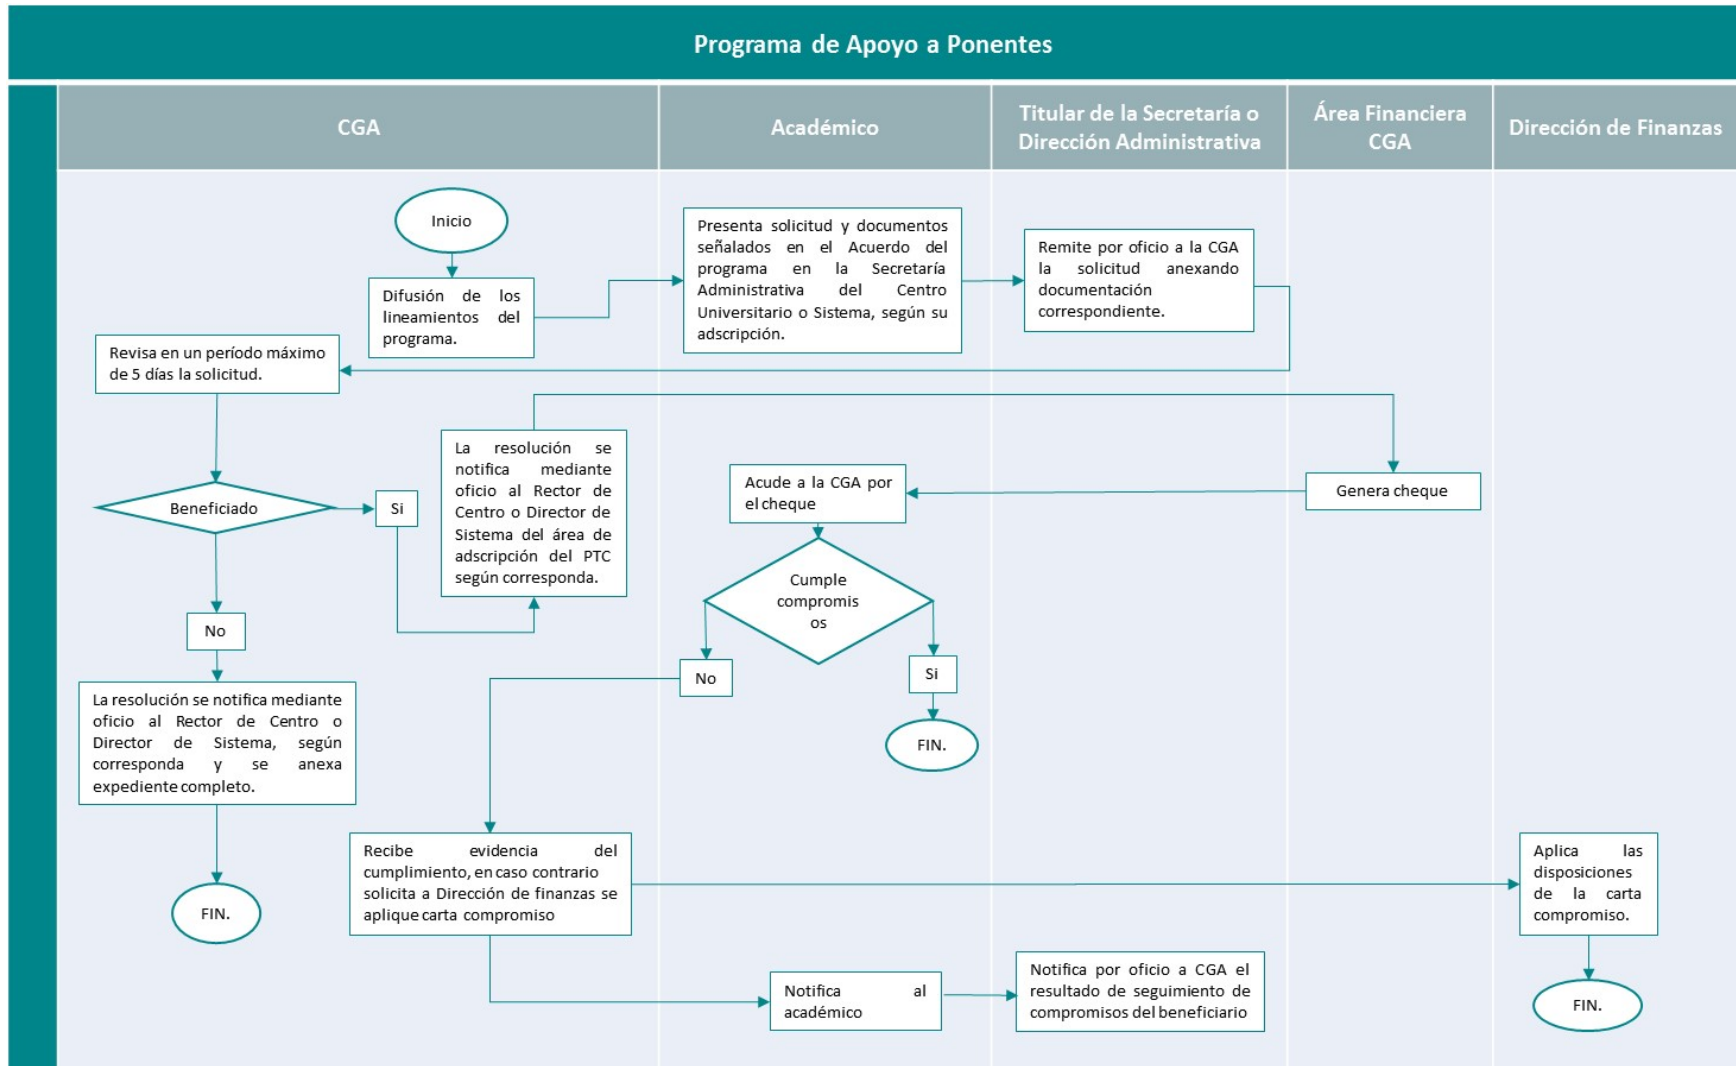 Programa de Apoyo a Ponentes
CGA
Académico
Titular de la Secretaría o
Dirección Administrativa
Área Financiera
CGA
Dirección de Finanzas
Inicio
Difusión de los
lineamientos del
programa.
Presenta solicitud y documentos
señalados en el Acuerdo del
programa en la Secretaría
Administrativa del Centro
Universitario o Sistema, según su
adscripción.
Remite por oficio a la CGA
la solicitud anexando
documentación
correspondiente.
Revisa en un período máximo
de 5 días la solicitud.
Beneficiado
Si
La resolución se
notifica mediante
oficio al Rector de
Centro o Director de
Sistema del área de
adscripción del PTC
según corresponda.
Genera cheque
Acude a la CGA por
el cheque
Cumple
compromis
os
No
Si
FIN.
No
La resolución se notifica mediante
oficio al Rector de Centro o
Director de Sistema, según
corresponda y se anexa
expediente completo.
FIN.
Recibe evidencia del
cumplimiento, en caso contrario
solicita a Dirección de finanzas se
aplique carta compromiso
Aplica las
disposiciones
de la carta
compromiso.
FIN.
Notifica al
académico
Notifica por oficio a CGA el
resultado de seguimiento de
compromisos del beneficiario